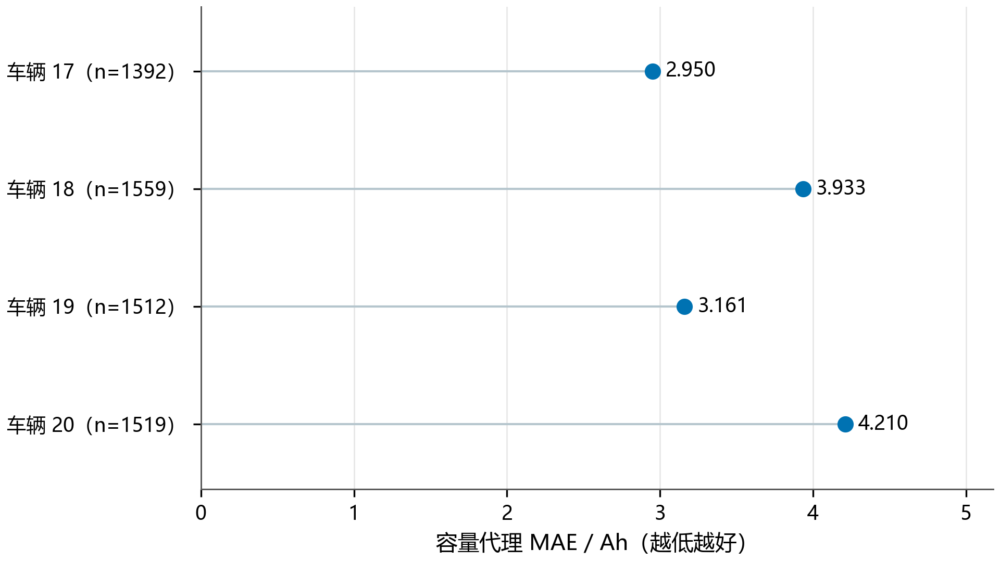 车辆 17（n=1392）
2.950
车辆 18（n=1559）
3.933
车辆 19（n=1512）
3.161
车辆 20（n=1519）
4.210
0 1 2 3 4 5
容量代理 MAE / Ah（越低越好）